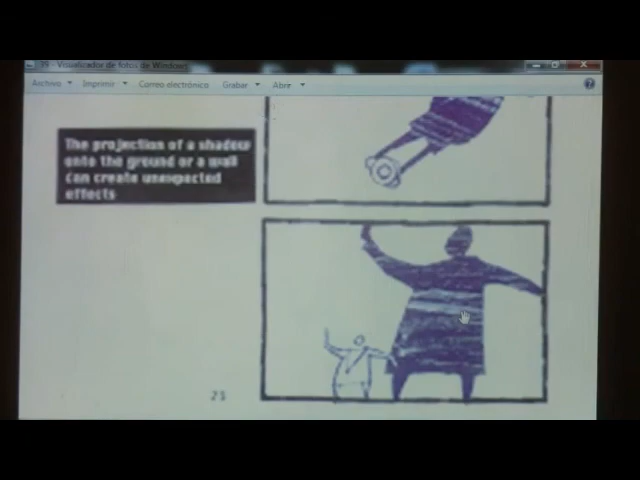 39 - Visualizador de fotos de Windows
Archivo Imprimir Correo electrónico Grabar Abrir
The projection of a shadow
onto the ground or a wall
can create unexpected
effects